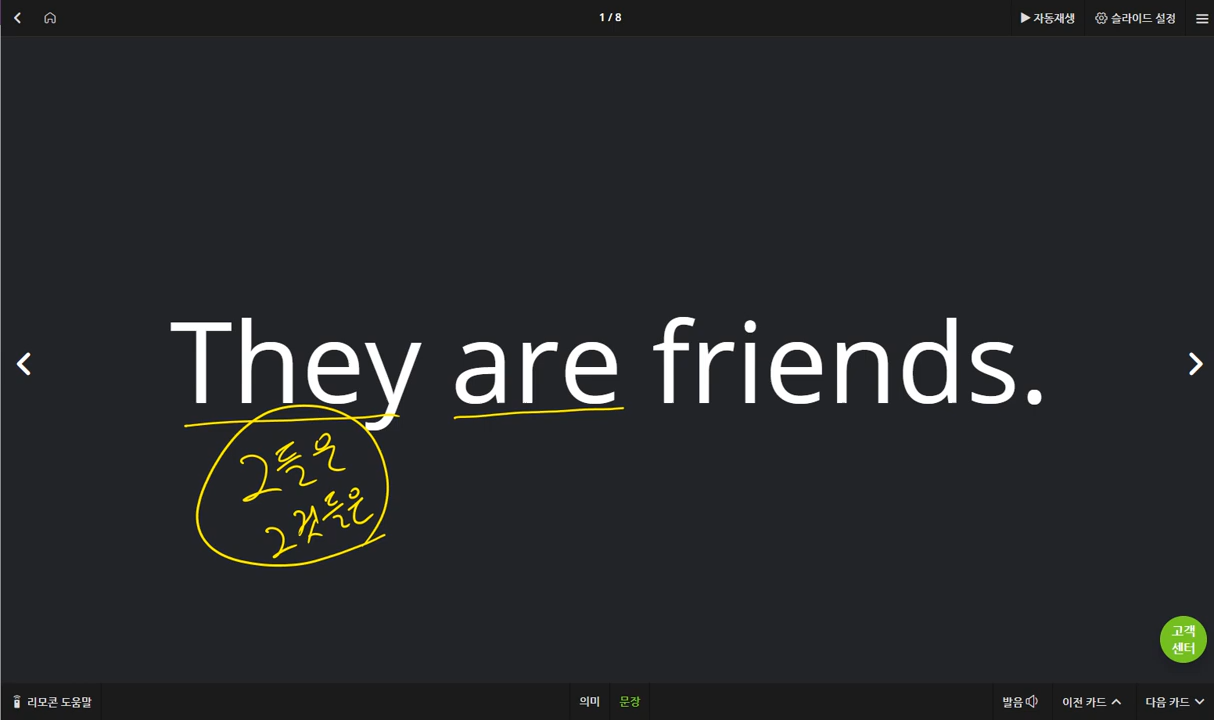 1 / 8
▶ 자동재생 슬라이드 설정
They are friends.
그들은
그것들은
고객
센터
리모콘 도움말
의미 문장
발음 이전 카드 다음 카드